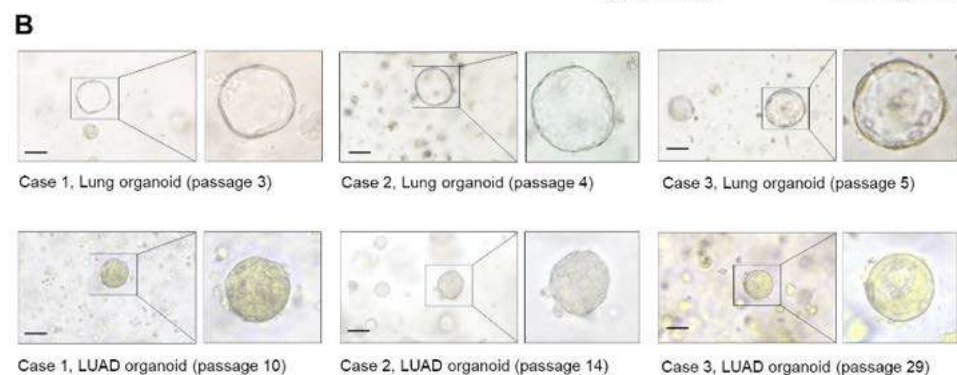 B
Case 1, Lung organoid (passage 3)
Case 2, Lung organoid (passage 4)
Case 3, Lung organoid (passage 5)
Case 1, LUAD organoid (passage 10)
Case 2, LUAD organoid (passage 14)
Case 3, LUAD organoid (passage 29)